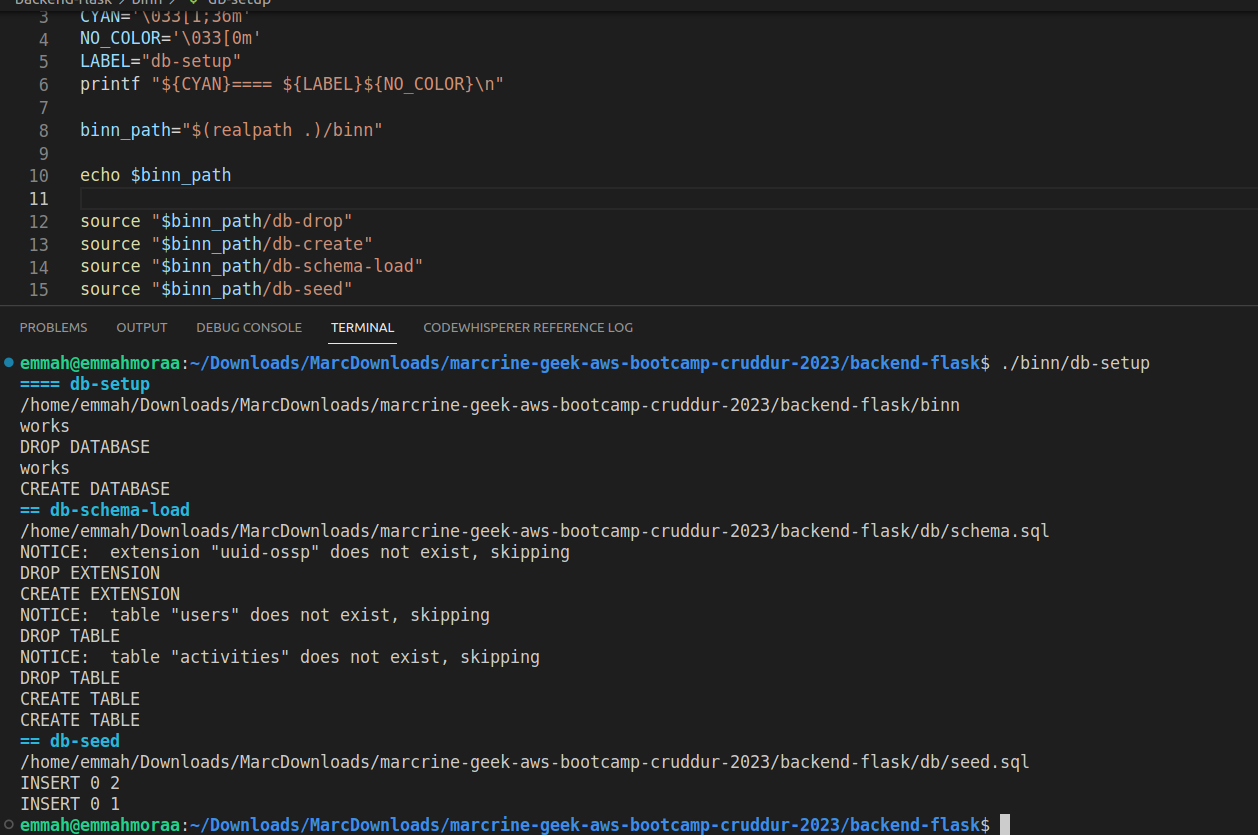 backend-flask > binn > db-setup
3 CYAN='\033[1;36m'
4 NO_COLOR='\033[0m'
5 LABEL="db-setup"
6 printf "${CYAN}==== ${LABEL}${NO_COLOR}\n"
7
8 binn_path="$(realpath .)/binn"
9
10 echo $binn_path
11
12 source "$binn_path/db-drop"
13 source "$binn_path/db-create"
14 source "$binn_path/db-schema-load"
15 source "$binn_path/db-seed"
PROBLEMS OUTPUT DEBUG CONSOLE TERMINAL CODEWHISPERER REFERENCE LOG
emmah@emmahmoraa:~/Downloads/MarcDownloads/marcrine-geek-aws-bootcamp-cruddur-2023/backend-flask$ ./binn/db-setup
==== db-setup
/home/emmah/Downloads/MarcDownloads/marcrine-geek-aws-bootcamp-cruddur-2023/backend-flask/binn
works
DROP DATABASE
works
CREATE DATABASE
== db-schema-load
/home/emmah/Downloads/MarcDownloads/marcrine-geek-aws-bootcamp-cruddur-2023/backend-flask/db/schema.sql
NOTICE:  extension "uuid-ossp" does not exist, skipping
DROP EXTENSION
CREATE EXTENSION
NOTICE:  table "users" does not exist, skipping
DROP TABLE
NOTICE:  table "activities" does not exist, skipping
DROP TABLE
CREATE TABLE
CREATE TABLE
== db-seed
/home/emmah/Downloads/MarcDownloads/marcrine-geek-aws-bootcamp-cruddur-2023/backend-flask/db/seed.sql
INSERT 0 2
INSERT 0 1
emmah@emmahmoraa:~/Downloads/MarcDownloads/marcrine-geek-aws-bootcamp-cruddur-2023/backend-flask$